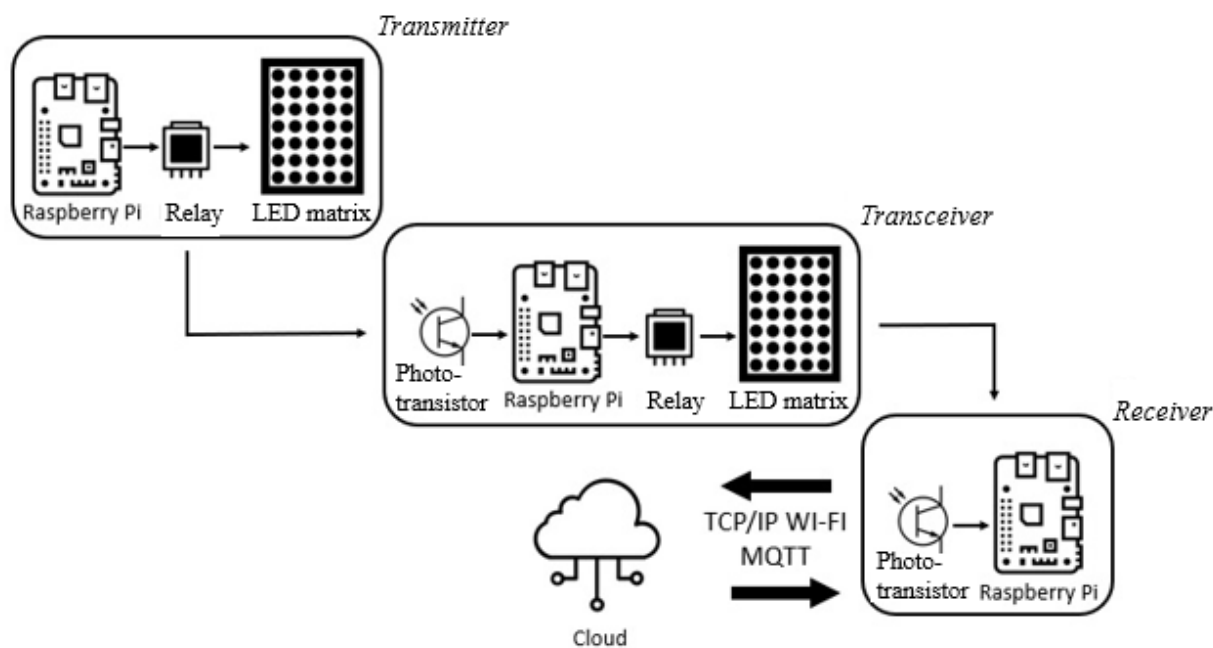 Transmitter
Raspberry Pi
Relay
LED matrix
Transceiver
Photo-
transistor
Raspberry Pi
Relay
LED matrix
Receiver
Photo-
transistor
Raspberry Pi
TCP/IP WI-FI
MQTT
Cloud